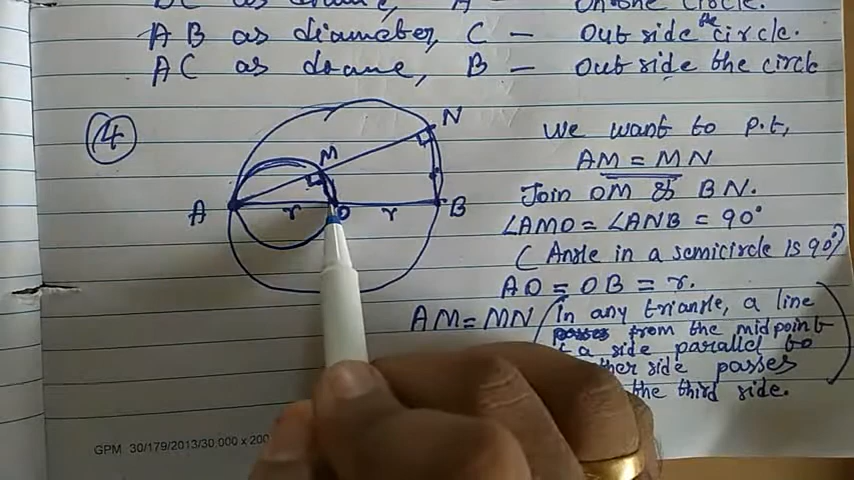 AB as diameter, C - Out side the circle.
AC as diame, B - Outside the circle
4
N
M
A
r
O
r
B
We want to p.t,
AM = MN
Join OM & BN.
∠AMO = ∠ANB = 90°
( Angle in a semicircle is 90°)
AO = OB = r.
AM = MN (In any triangle, a line
from the midpoint
a side parallel to
ther side passes
the third side.
GPM 30/179/2013/30.000 x 200